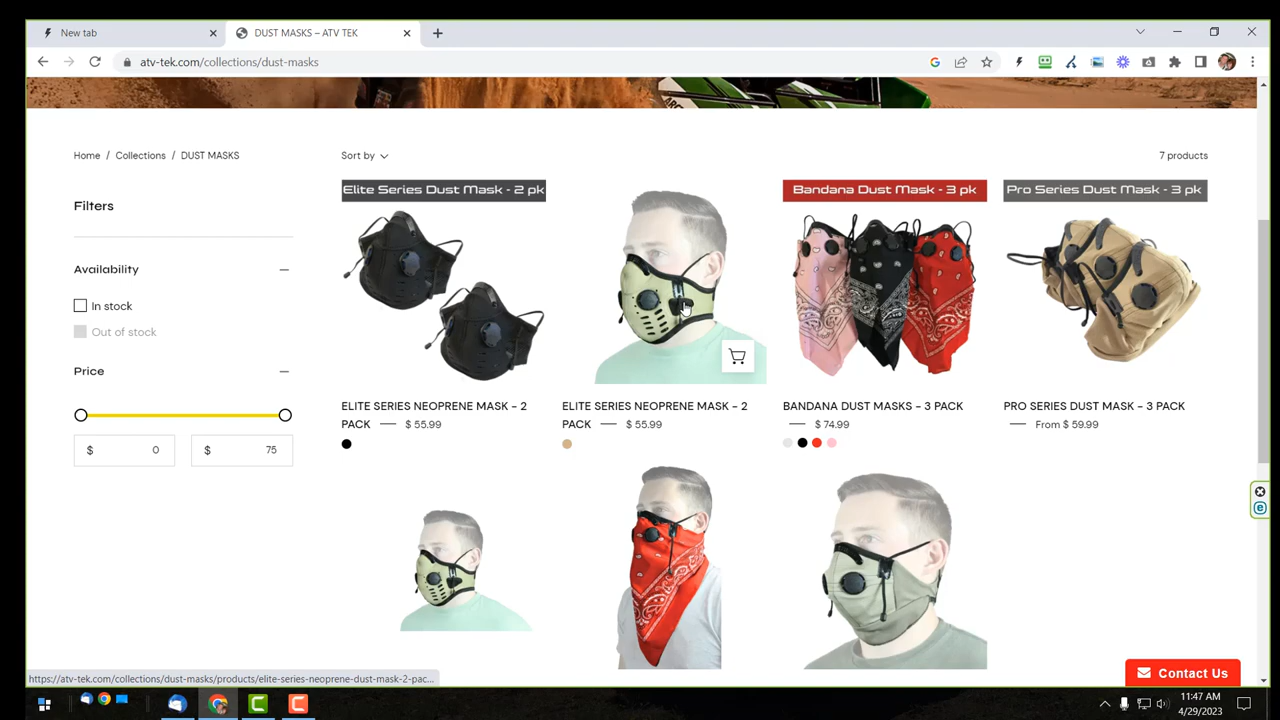 New tab
DUST MASKS – ATV TEK
atv-tek.com/collections/dust-masks
Home / Collections / DUST MASKS
Sort by
7 products
Filters
Availability
In stock
Out of stock
Price
$ 0
$ 75
Elite Series Dust Mask - 2 pk
Bandana Dust Mask - 3 pk
Pro Series Dust Mask - 3 pk
ELITE SERIES NEOPRENE MASK – 2
PACK — $ 55.99
ELITE SERIES NEOPRENE MASK – 2
PACK — $ 55.99
BANDANA DUST MASKS – 3 PACK
— $ 74.99
PRO SERIES DUST MASK – 3 PACK
— From $ 59.99
Contact Us
https://atv-tek.com/collections/dust-masks/products/elite-series-neoprene-dust-mask-2-pac...
11:47 AM
4/29/2023